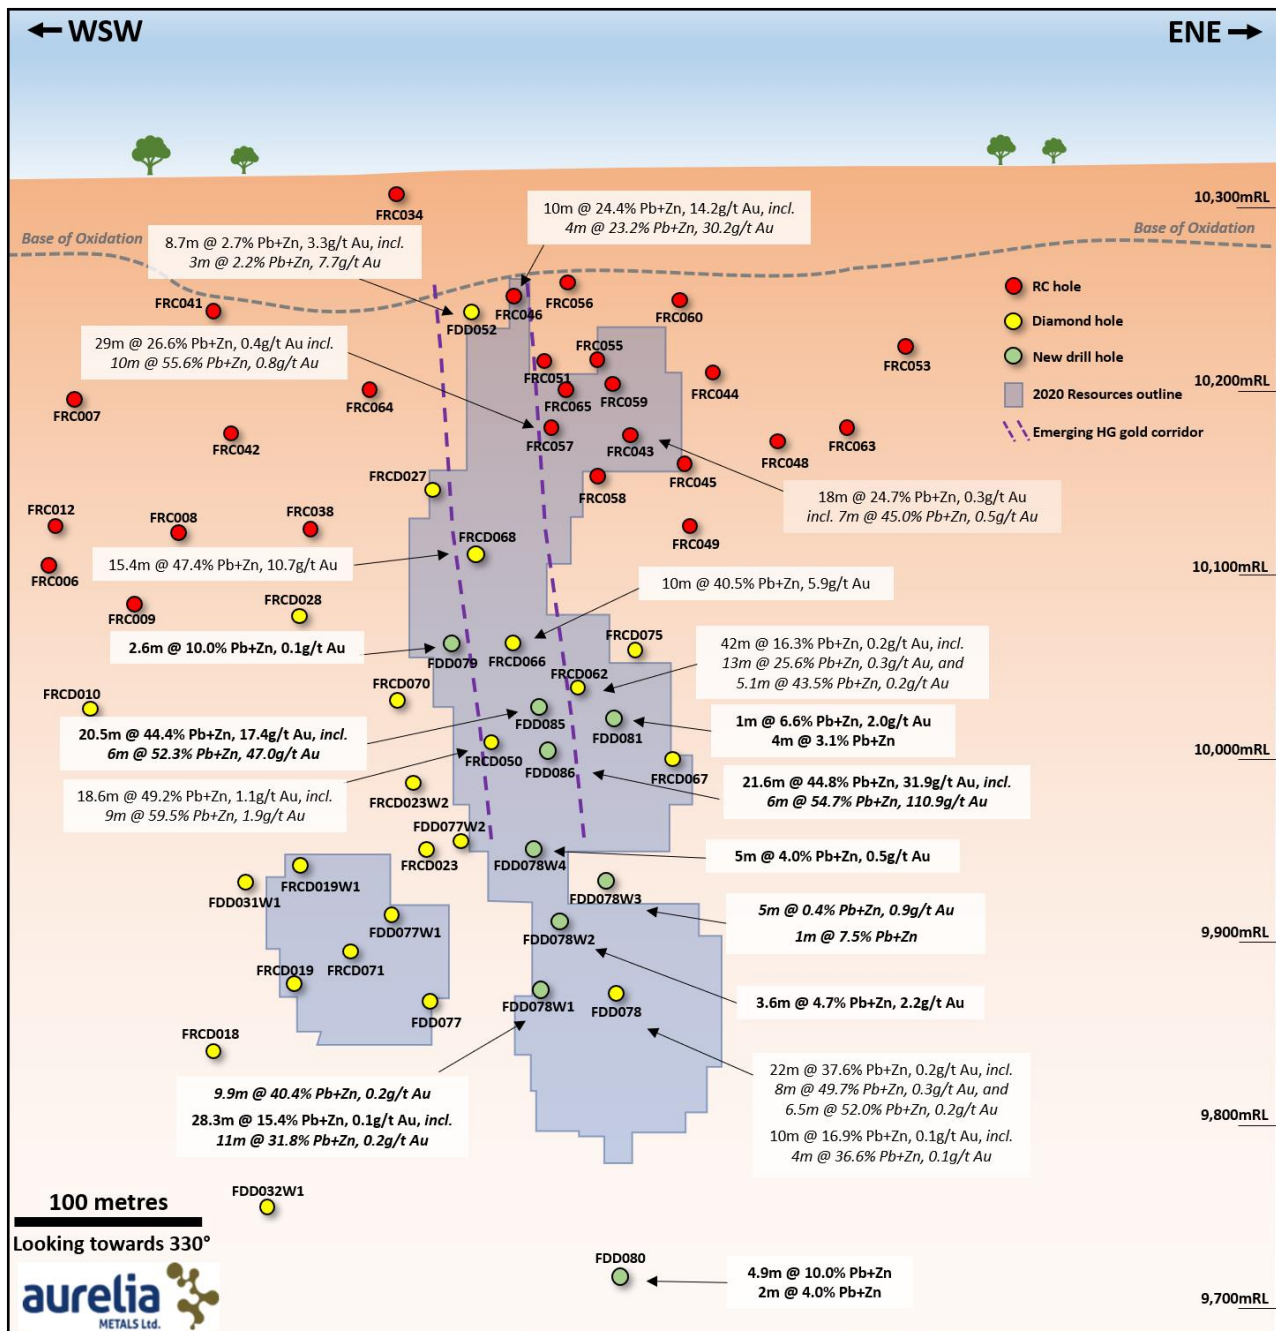 ← WSW
ENE →
10,300mRL
FRC034
10m @ 24.4% Pb+Zn, 14.2g/t Au, incl.
4m @ 23.2% Pb+Zn, 30.2g/t Au
Base of Oxidation
8.7m @ 2.7% Pb+Zn, 3.3g/t Au, incl.
3m @ 2.2% Pb+Zn, 7.7g/t Au
Base of Oxidation
FRC041
FDD052
FRC046
FRC056
FRC060
RC hole
Diamond hole
New drill hole
2020 Resources outline
Emerging HG gold corridor
29m @ 26.6% Pb+Zn, 0.4g/t Au incl.
10m @ 55.6% Pb+Zn, 0.8g/t Au
FRC055
FRC051
FRC053
FRC044
10,200mRL
FRC007
FRC064
FRC065
FRC059
FRC042
FRC057
FRC043
FRC048
FRC063
FRCD027
FRC058
FRC045
18m @ 24.7% Pb+Zn, 0.3g/t Au
incl. 7m @ 45.0% Pb+Zn, 0.5g/t Au
FRC012
FRC008
FRC038
FRCD068
FRC049
15.4m @ 47.4% Pb+Zn, 10.7g/t Au
10,100mRL
FRC006
10m @ 40.5% Pb+Zn, 5.9g/t Au
FRC009
FRCD028
2.6m @ 10.0% Pb+Zn, 0.1g/t Au
FDD079
FRCD066
FRCD075
42m @ 16.3% Pb+Zn, 0.2g/t Au, incl.
13m @ 25.6% Pb+Zn, 0.3g/t Au, and
5.1m @ 43.5% Pb+Zn, 0.2g/t Au
FRCD062
FRCD010
FRCD070
20.5m @ 44.4% Pb+Zn, 17.4g/t Au, incl.
6m @ 52.3% Pb+Zn, 47.0g/t Au
FDD085
FDD081
1m @ 6.6% Pb+Zn, 2.0g/t Au
4m @ 3.1% Pb+Zn
10,000mRL
FRCD050
FDD086
FRCD067
21.6m @ 44.8% Pb+Zn, 31.9g/t Au, incl.
6m @ 54.7% Pb+Zn, 110.9g/t Au
18.6m @ 49.2% Pb+Zn, 1.1g/t Au, incl.
9m @ 59.5% Pb+Zn, 1.9g/t Au
FRCD023W2
FDD077W2
FRCD023
FDD078W4
5m @ 4.0% Pb+Zn, 0.5g/t Au
FRCD019W1
FDD031W1
FDD078W3
5m @ 0.4% Pb+Zn, 0.9g/t Au
1m @ 7.5% Pb+Zn
FDD077W1
FDD078W2
9,900mRL
FRCD071
FRCD019
FDD078W1
FDD078
3.6m @ 4.7% Pb+Zn, 2.2g/t Au
FDD077
FRCD018
22m @ 37.6% Pb+Zn, 0.2g/t Au, incl.
8m @ 49.7% Pb+Zn, 0.3g/t Au, and
6.5m @ 52.0% Pb+Zn, 0.2g/t Au
10m @ 16.9% Pb+Zn, 0.1g/t Au, incl.
4m @ 36.6% Pb+Zn, 0.1g/t Au
9.9m @ 40.4% Pb+Zn, 0.2g/t Au
28.3m @ 15.4% Pb+Zn, 0.1g/t Au, incl.
11m @ 31.8% Pb+Zn, 0.2g/t Au
9,800mRL
FDD032W1
100 metres
Looking towards 330°
aurelia
METALS Ltd.
FDD080
4.9m @ 10.0% Pb+Zn
2m @ 4.0% Pb+Zn
9,700mRL